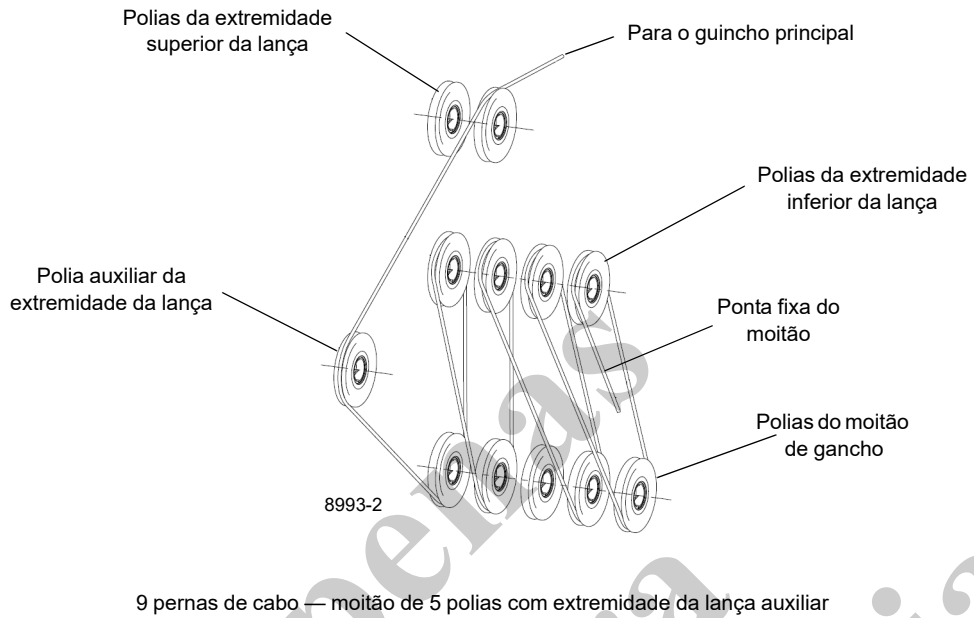 Polias da extremidade
superior da lança
Para o guincho principal
Polias da extremidade
inferior da lança
Polia auxiliar da
extremidade da lança
Ponta fixa do
moitão
Polias do moitão
de gancho
8993-2
penas
9 pernas de cabo — moitão de 5 polias com extremidade da lança auxiliar